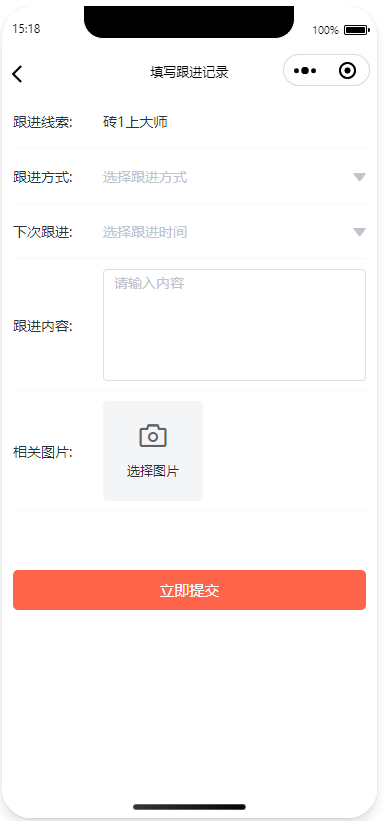 15:18
100%
填写跟进记录
跟进线索: 砖1上大师
跟进方式: 选择跟进方式
下次跟进: 选择跟进时间
请输入内容
跟进内容:
相关图片:
选择图片
立即提交